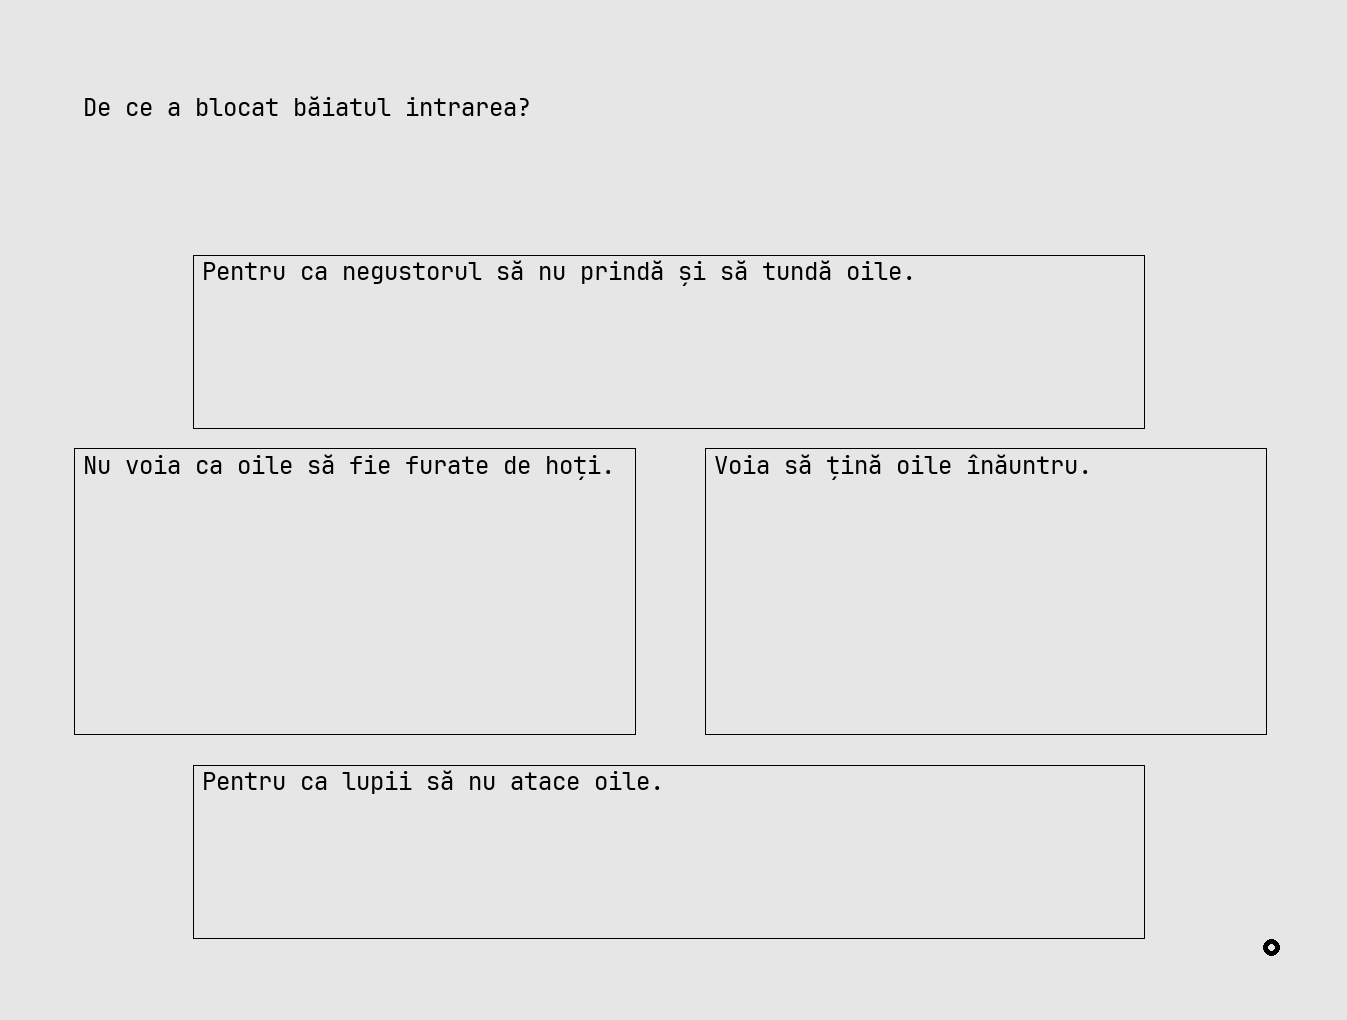 De ce a blocat băiatul intrarea?
Pentru ca negustorul să nu prindă și să tundă oile.
Nu voia ca oile să fie furate de hoți.
Voia să țină oile înăuntru.
Pentru ca lupii să nu atace oile.